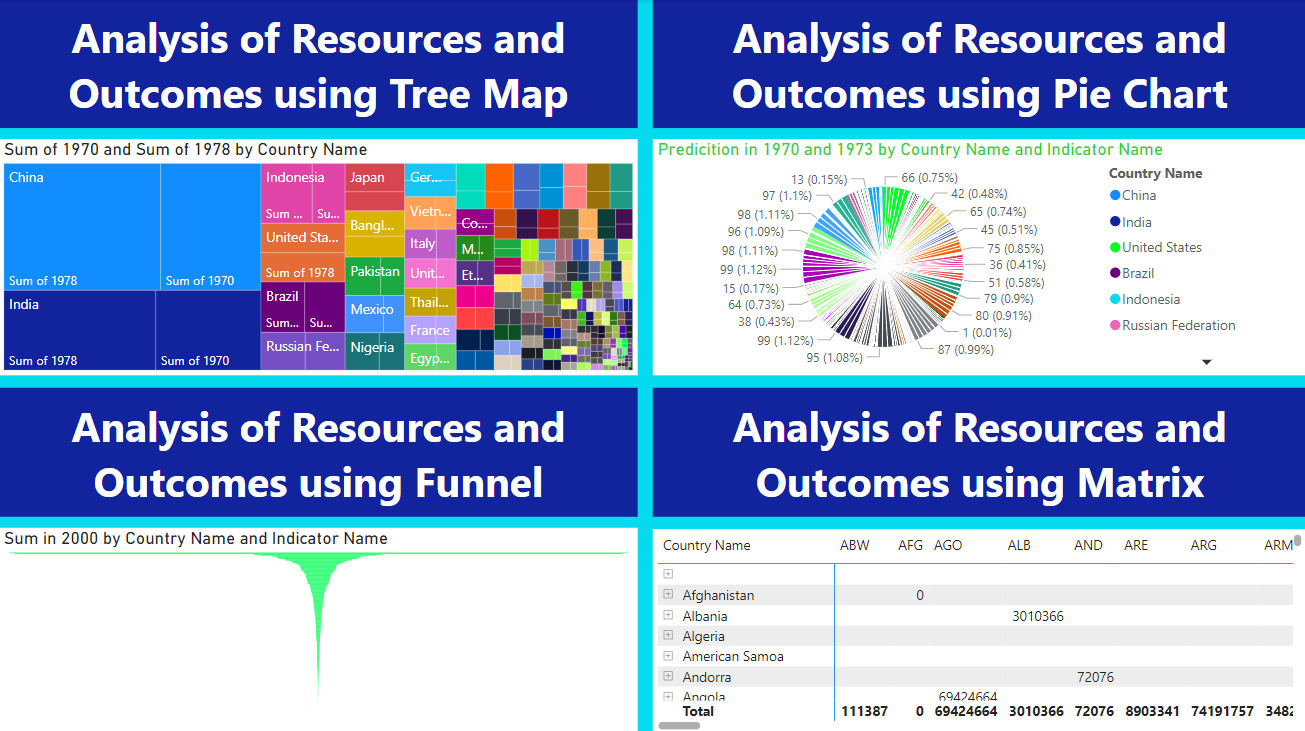 Analysis of Resources and
Outcomes using Tree Map
Sum of 1970 and Sum of 1978 by Country Name
China
Sum of 1978
Sum of 1970
India
Sum of 1978
Sum of 1970
Indonesia
Sum ...
Su...
United Sta...
Sum of 1978
Brazil
Sum...
Su...
Russian Fe...
Japan
Bangl...
Pakistan
Mexico
Nigeria
Ger...
Vietn...
Italy
Unit...
Thail...
France
Egyp...
Co...
M...
Et...
Analysis of Resources and
Outcomes using Pie Chart
Predicition in 1970 and 1973 by Country Name and Indicator Name
13 (0.15%)
97 (1.1%)
98 (1.11%)
96 (1.09%)
98 (1.11%)
99 (1.12%)
15 (0.17%)
64 (0.73%)
38 (0.43%)
99 (1.12%)
95 (1.08%)
66 (0.75%)
42 (0.48%)
65 (0.74%)
45 (0.51%)
75 (0.85%)
36 (0.41%)
51 (0.58%)
79 (0.9%)
80 (0.91%)
1 (0.01%)
87 (0.99%)
Country Name
China
India
United States
Brazil
Indonesia
Russian Federation
Analysis of Resources and
Outcomes using Funnel
Sum in 2000 by Country Name and Indicator Name
Analysis of Resources and
Outcomes using Matrix
Country Name ABW AFG AGO ALB AND ARE ARG ARM
Afghanistan 0
Albania 3010366
Algeria
American Samoa
Andorra 72076
Angola 69424664
Total 111387 0 69424664 3010366 72076 8903341 74191757 3482